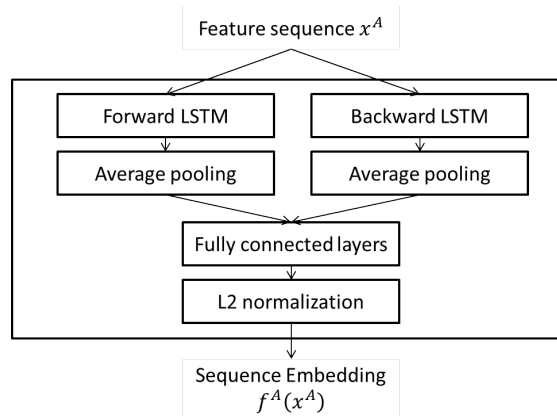 Feature sequence x^A
Forward LSTM
Backward LSTM
Average pooling
Average pooling
Fully connected layers
L2 normalization
Sequence Embedding
f^A(x^A)